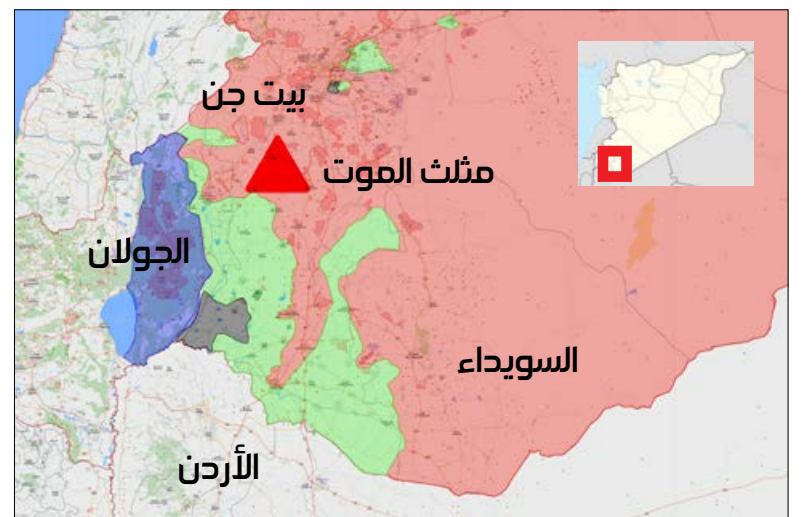 بيت جن
مثلث الموت
الجولان
السويداء
الأردن